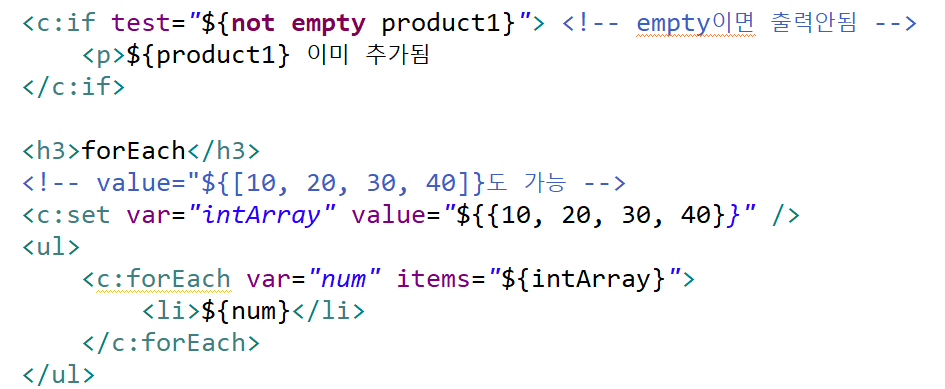 <c:if test="${not empty product1}"> <!-- empty이면 출력안됨 -->
<p>${product1} 이미 추가됨
</c:if>
<h3>forEach</h3>
<!-- value="${[10, 20, 30, 40]}도 가능 -->
<c:set var="intArray" value="${{10, 20, 30, 40}}" />
<ul>
<c:forEach var="num" items="${intArray}">
<li>${num}</li>
</c:forEach>
</ul>